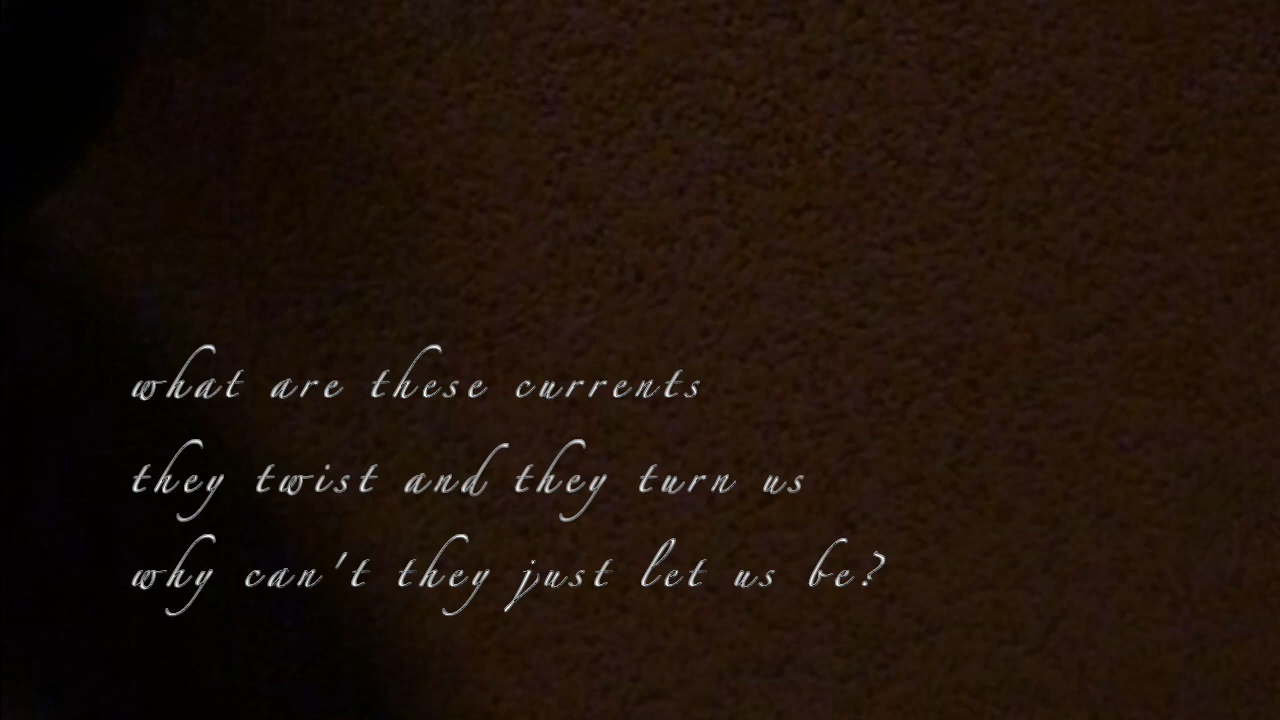 what are these currents
they twist and they turn us
why can't they just let us be?